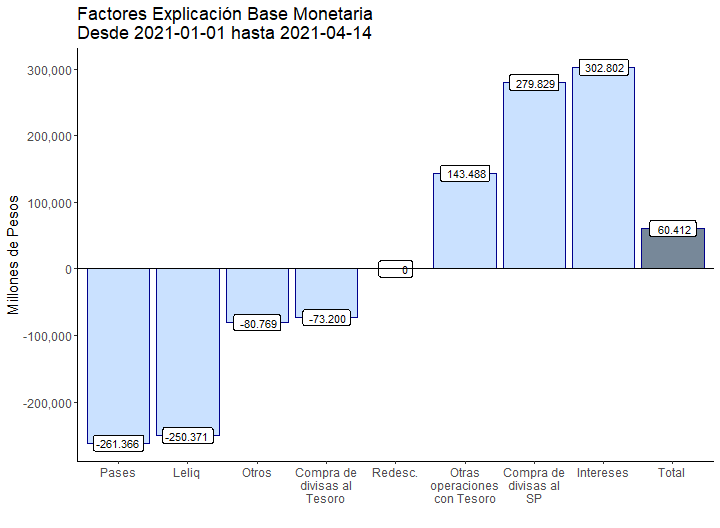 Factores Explicación Base Monetaria
Desde 2021-01-01 hasta 2021-04-14
Millones de Pesos
300,000
200,000
100,000
0
-100,000
-200,000
-261.366
-250.371
-80.769
-73.200
0
143.488
279.829
302.802
60.412
Pases
Leliq
Otros
Compra de
divisas al
Tesoro
Redesc.
Otras
operaciones
con Tesoro
Compra de
divisas al
SP
Intereses
Total